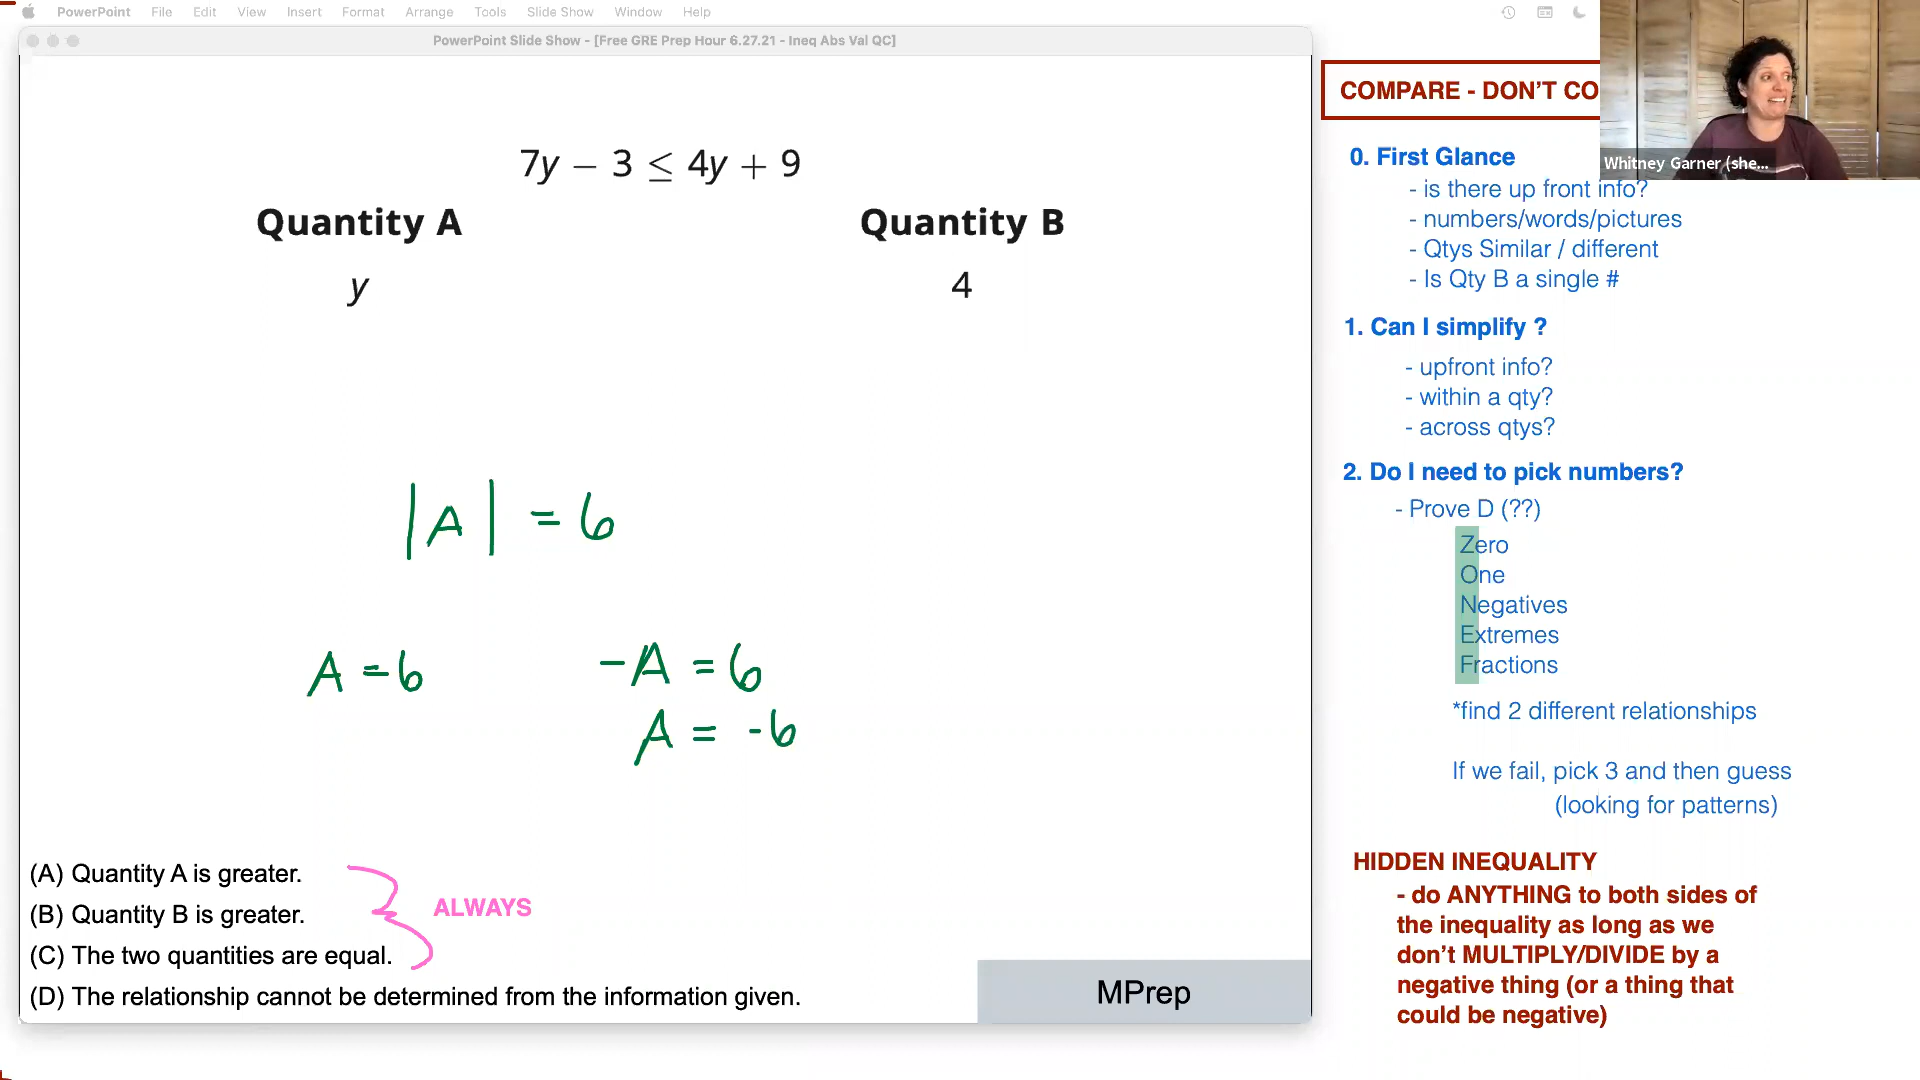 PowerPoint File Edit View Insert Format Arrange Tools Slide Show Window Help
PowerPoint Slide Show - [Free GRE Prep Hour 6.27.21 - Ineq Abs Val QC]
7y − 3 ≤ 4y + 9
Quantity A Quantity B
y 4
|A| = 6
A = 6 -A = 6
A = -6
(A) Quantity A is greater.
(B) Quantity B is greater.
ALWAYS
(C) The two quantities are equal.
(D) The relationship cannot be determined from the information given.
MPrep
COMPARE - DON'T CO
Whitney Garner (she...
0. First Glance
- is there up front info?
- numbers/words/pictures
- Qtys Similar / different
- Is Qty B a single #
1. Can I simplify ?
- upfront info?
- within a qty?
- across qtys?
2. Do I need to pick numbers?
- Prove D (??)
Zero
One
Negatives
Extremes
Fractions
*find 2 different relationships
If we fail, pick 3 and then guess
(looking for patterns)
HIDDEN INEQUALITY
- do ANYTHING to both sides of
the inequality as long as we
don't MULTIPLY/DIVIDE by a
negative thing (or a thing that
could be negative)